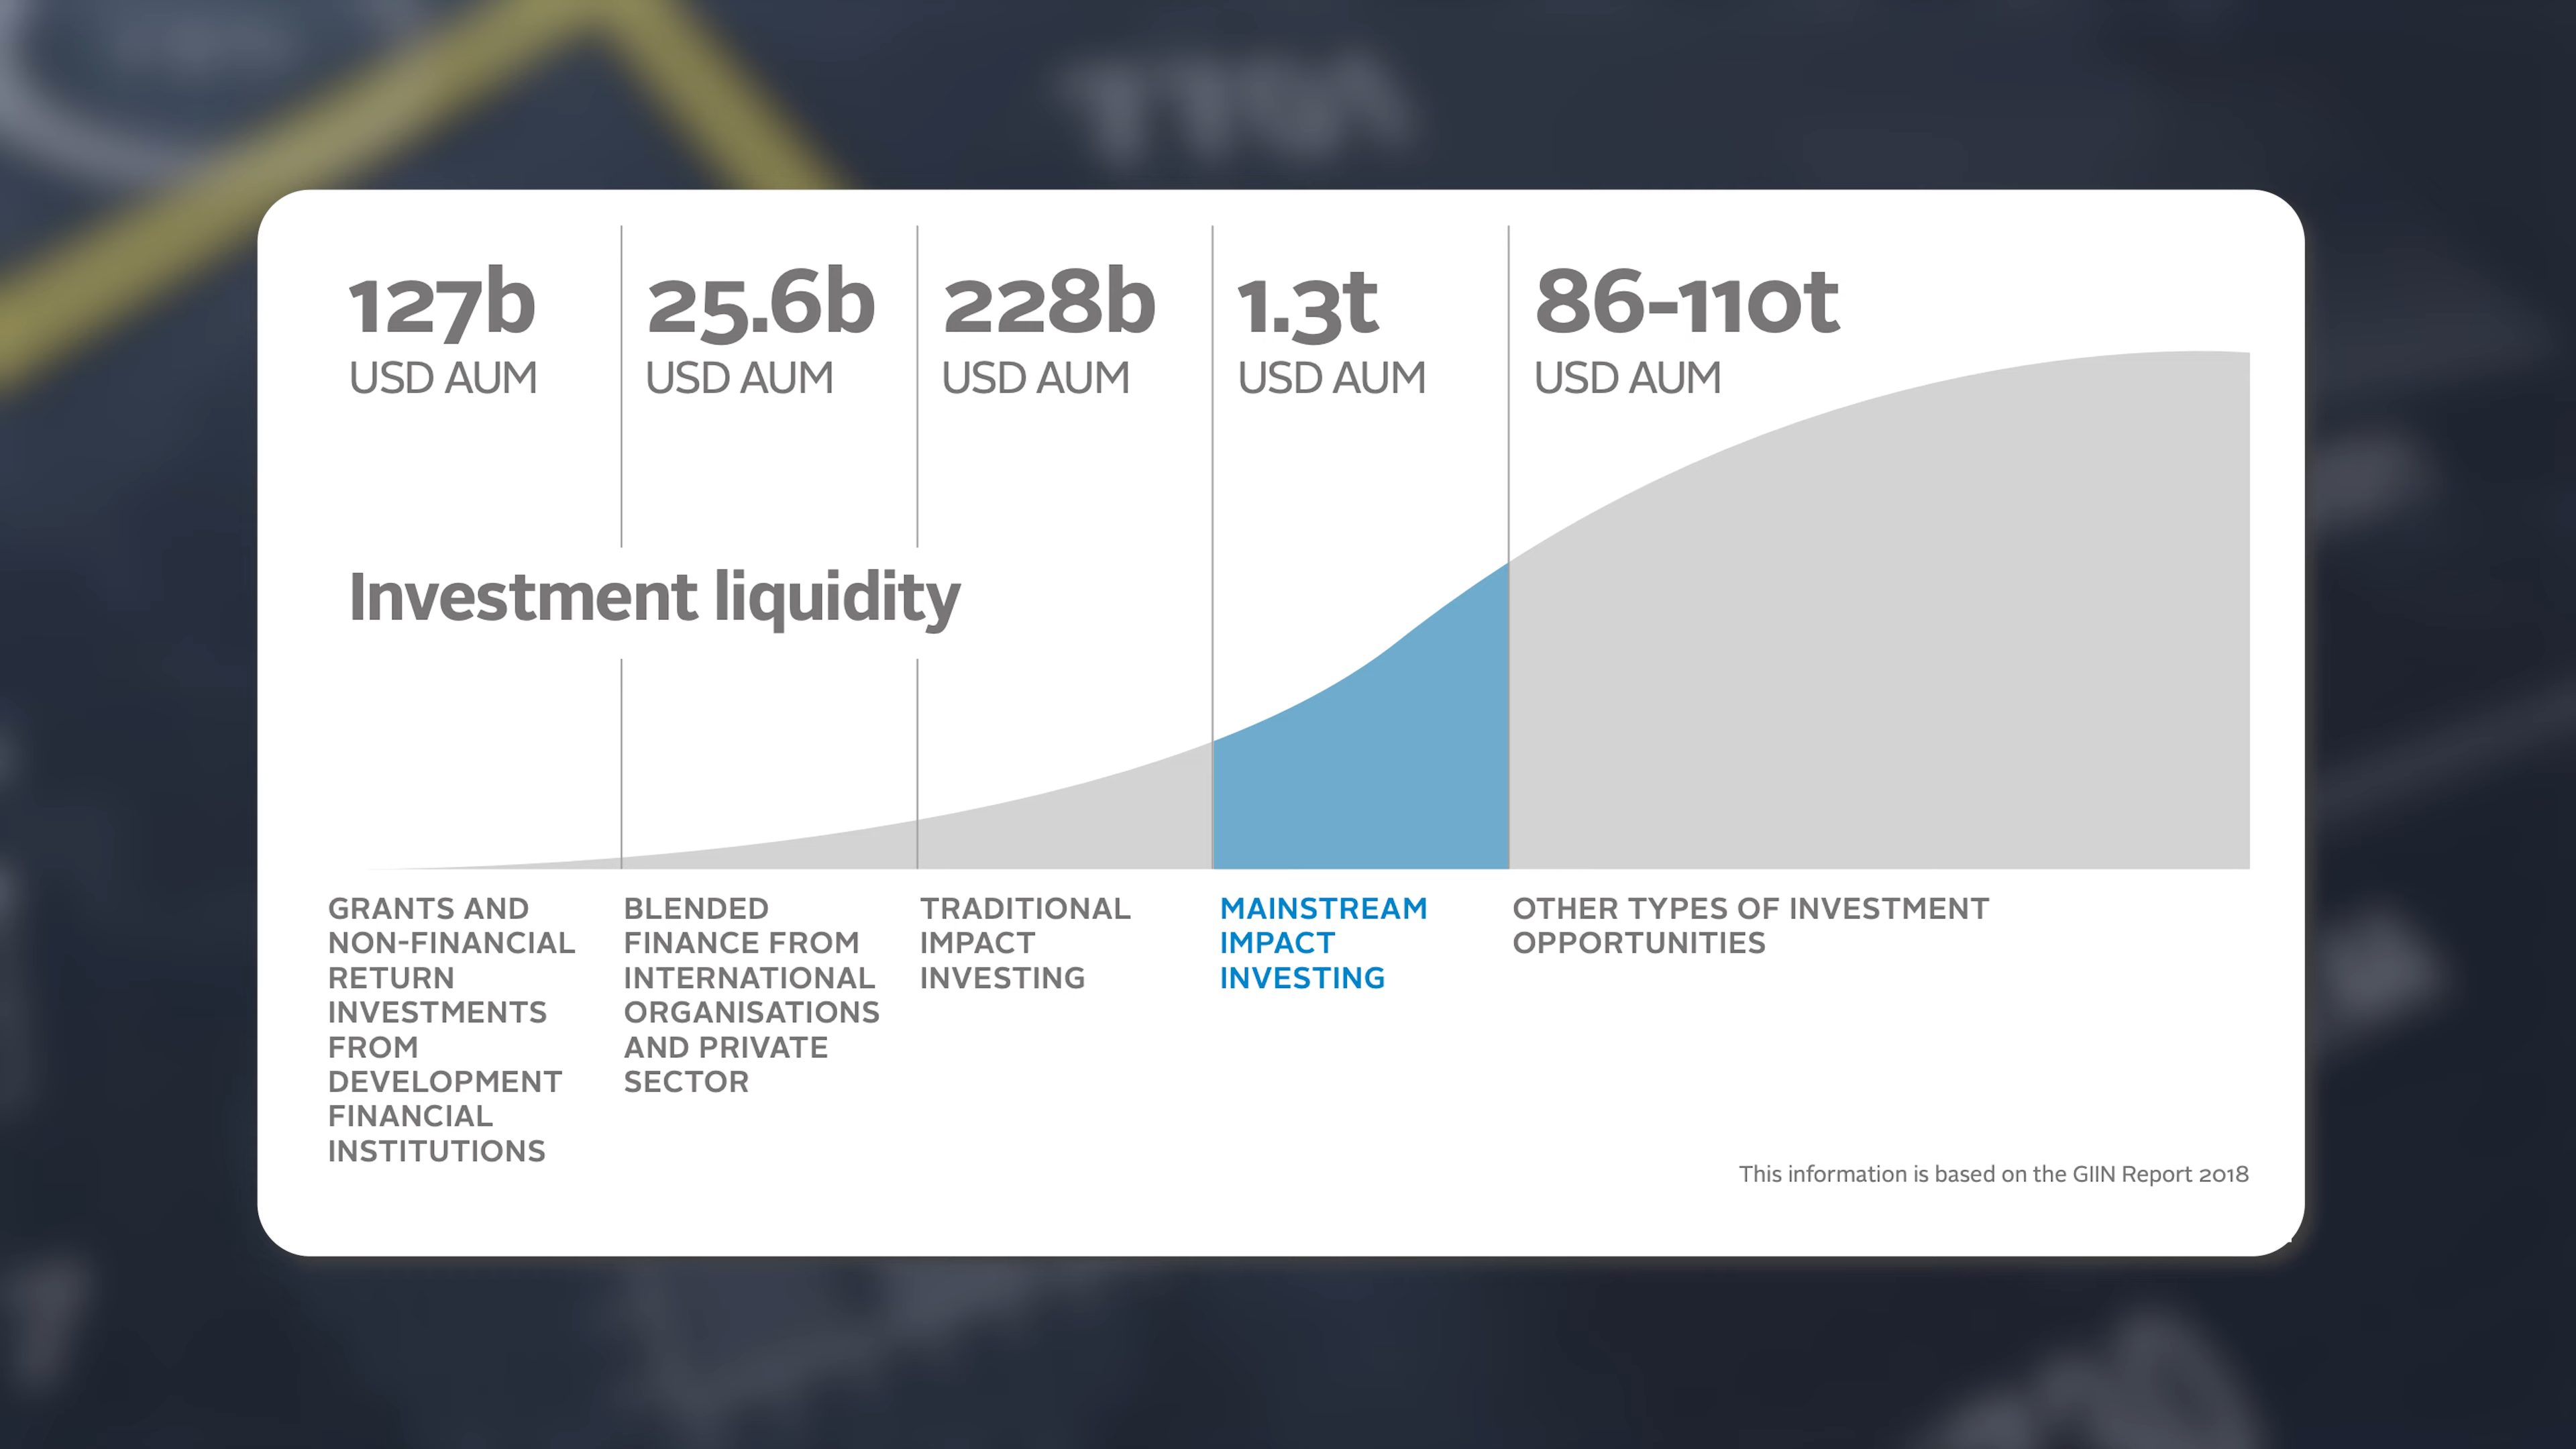 127b
USD AUM
25.6b
USD AUM
228b
USD AUM
1.3t
USD AUM
86-110t
USD AUM
Investment liquidity
GRANTS AND
NON-FINANCIAL
RETURN
INVESTMENTS
FROM
DEVELOPMENT
FINANCIAL
INSTITUTIONS
BLENDED
FINANCE FROM
INTERNATIONAL
ORGANISATIONS
AND PRIVATE
SECTOR
TRADITIONAL
IMPACT
INVESTING
MAINSTREAM
IMPACT
INVESTING
OTHER TYPES OF INVESTMENT
OPPORTUNITIES
This information is based on the GIIN Report 2018